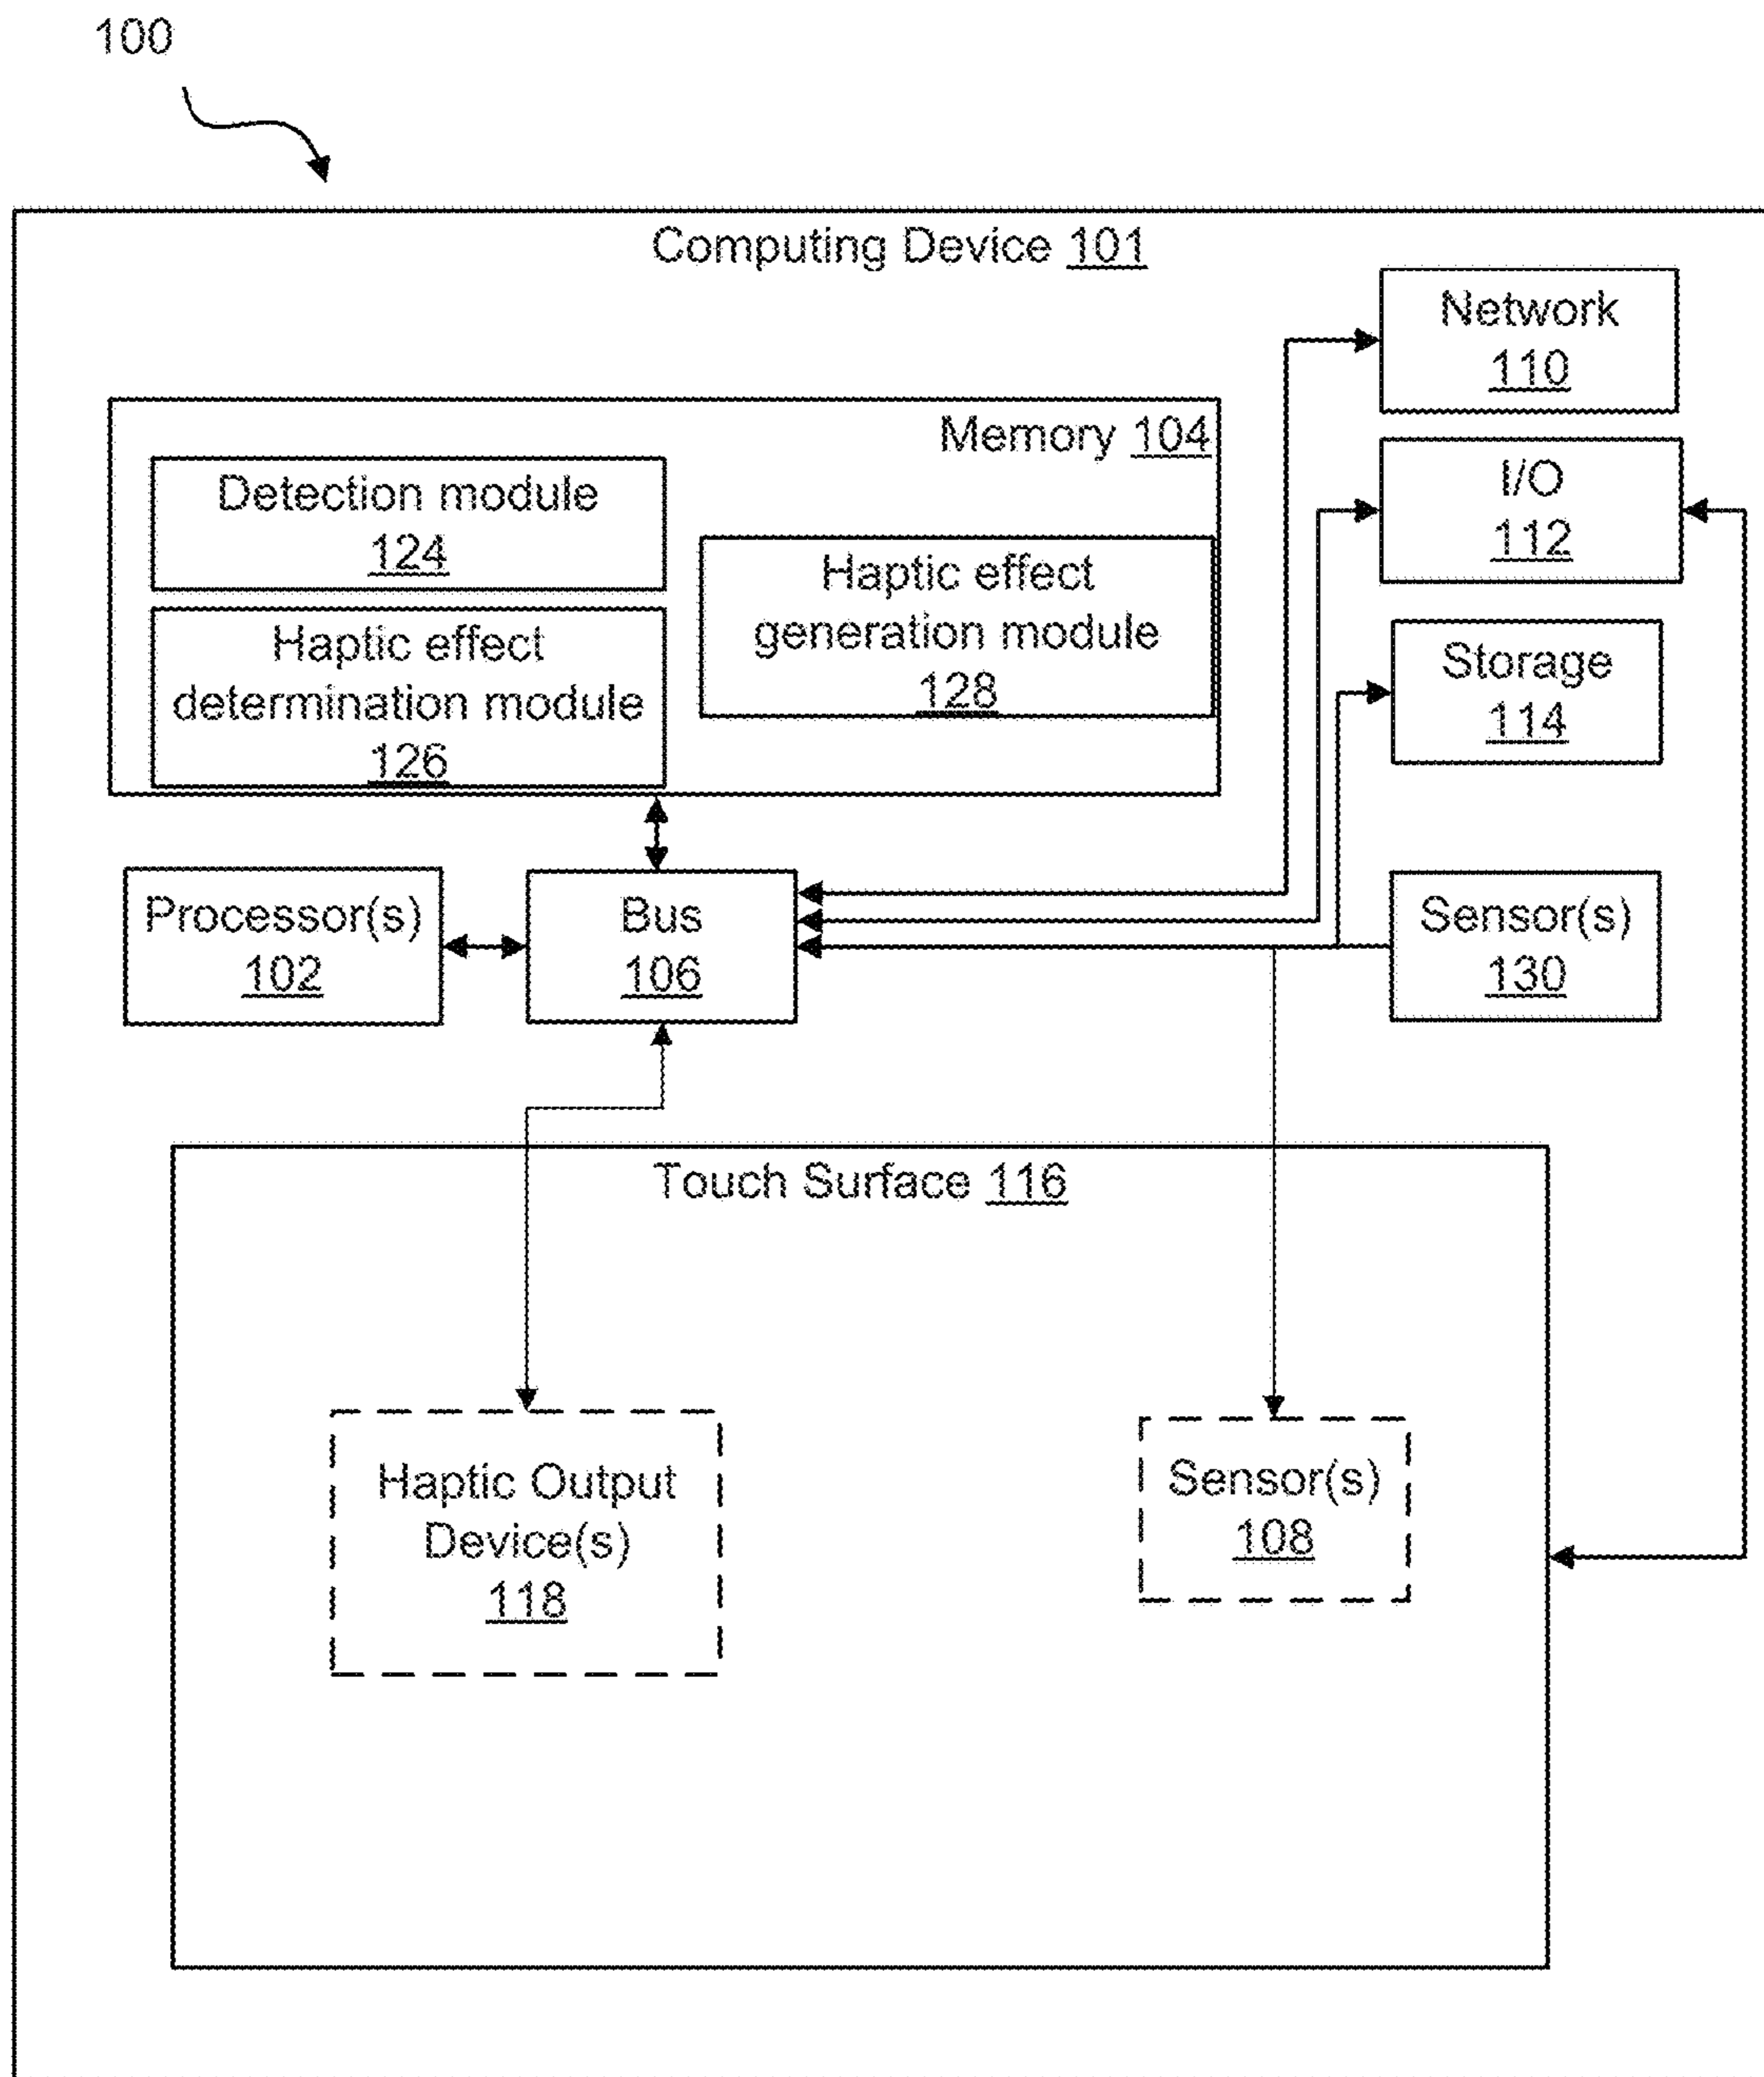 100
Computing Device 101
Network
110
Memory 104
I/O
112
Detection module
124
Haptic effect
generation module
128
Haptic effect
determination module
126
Storage
114
Processor(s)
102
Bus
106
Sensor(s)
130
Touch Surface 116
Haptic Output
Device(s)
118
Sensor(s)
108